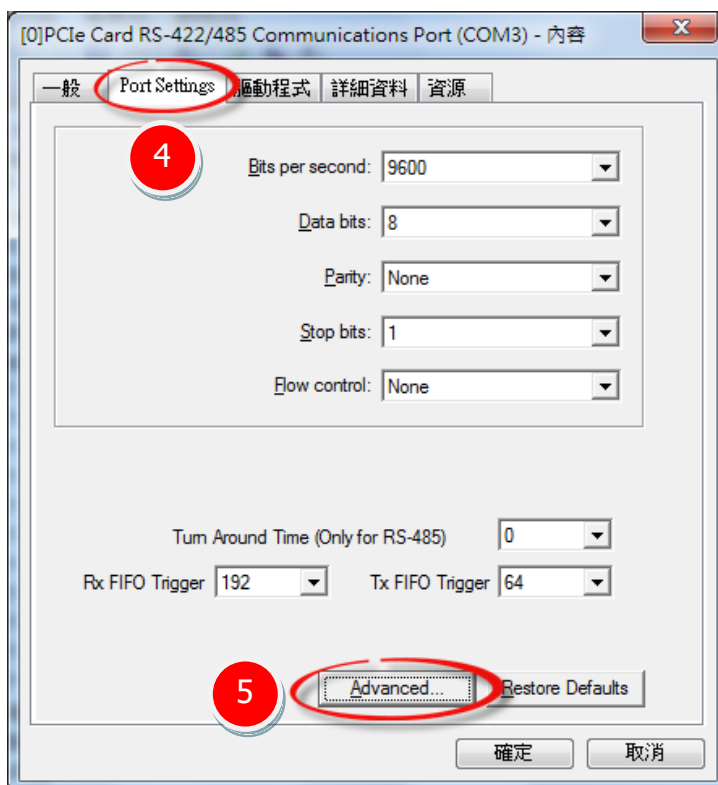 [0]PCIe Card RS-422/485 Communications Port (COM3) - 內容
一般 Port Settings 驅動程式 詳細資料 資源
4
Bits per second: 9600
Data bits: 8
Parity: None
Stop bits: 1
Flow control: None
Turn Around Time (Only for RS-485) 0
Rx FIFO Trigger 192 Tx FIFO Trigger 64
5 Advanced... Restore Defaults
確定 取消